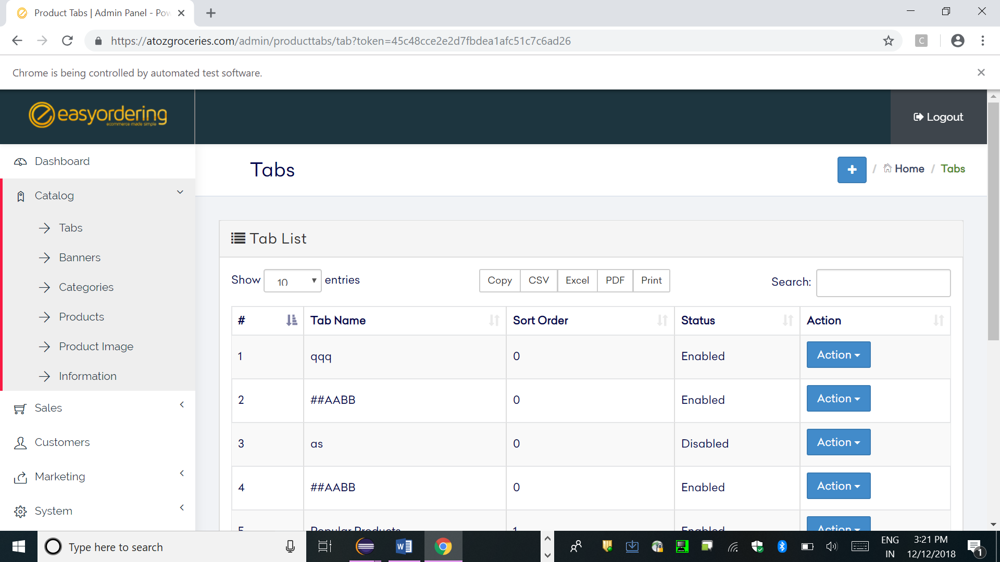 Product Tabs | Admin Panel - Pow
https://atozgroceries.com/admin/producttabs/tab?token=45c48cce2e2d7fbdea1afc51c7c6ad26
C
Chrome is being controlled by automated test software.
easyordering
ecommerce made simple
Logout
Dashboard
Catalog
Tabs
Banners
Categories
Products
Product Image
Information
Sales
Customers
Marketing
System
Tabs
/ Home / Tabs
Tab List
Show 10 entries
Copy CSV Excel PDF Print
Search:
# Tab Name Sort Order Status Action
1 qqq 0 Enabled Action
2 ##AABB 0 Enabled Action
3 as 0 Disabled Action
4 ##AABB 0 Enabled Action
5 Popular Products 1 Enabled Action
Type here to search
ENG
IN
3:21 PM
12/12/2018
1